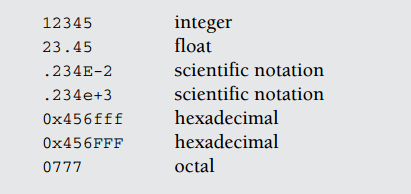 12345 integer
23.45 float
.234E-2 scientific notation
.234e+3 scientific notation
0x456fff hexadecimal
0x456FFF hexadecimal
0777 octal